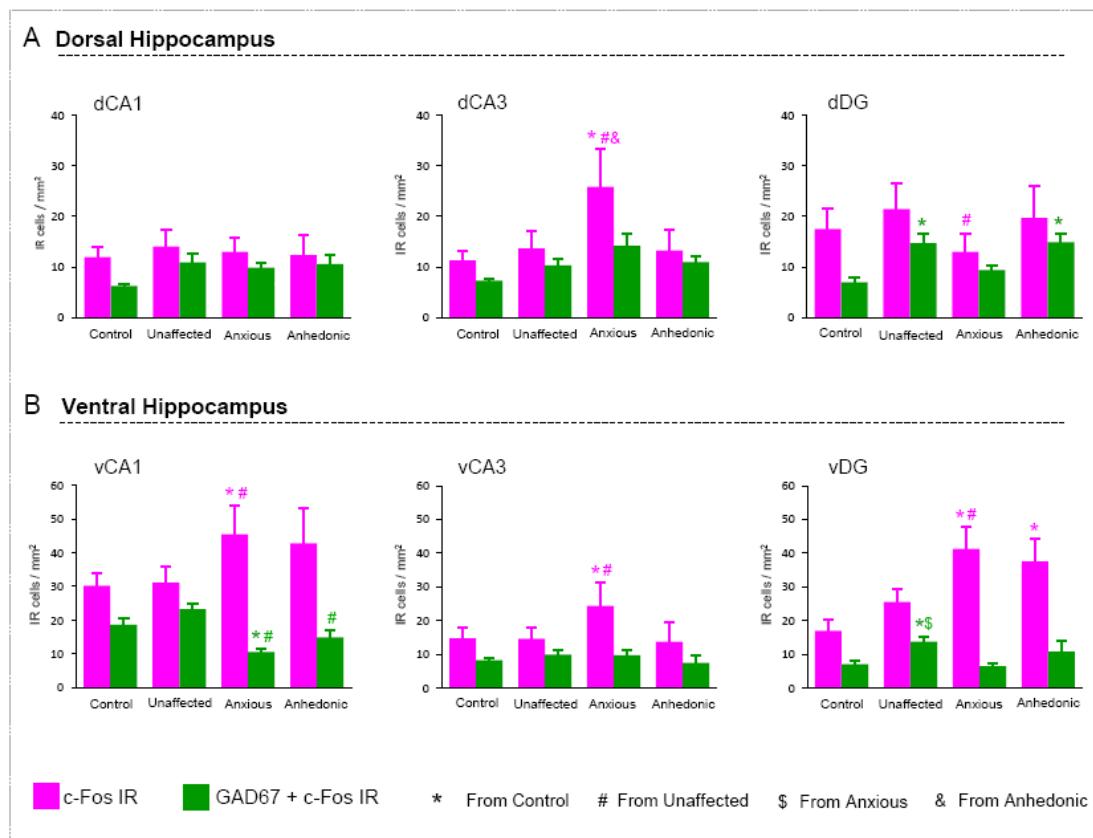 A Dorsal Hippocampus
dCA1 dCA3 dDG
40 40 40
* #&
30 30 30
* # *
IR cells / mm² IR cells / mm² IR cells / mm²
20 20 20
10 10 10
0 0 0
Control Unaffected Anxious Anhedonic Control Unaffected Anxious Anhedonic Control Unaffected Anxious Anhedonic
B Ventral Hippocampus
vCA1 vCA3 vDG
60 60 60
* # * # *
50 50 50
40 40 40
IR cells / mm² IR cells / mm² IR cells / mm²
* #
30 30 30
# *$
20 20 20
* #
10 10 10
0 0 0
Control Unaffected Anxious Anhedonic Control Unaffected Anxious Anhedonic Control Unaffected Anxious Anhedonic
c-Fos IR GAD67 + c-Fos IR * From Control # From Unaffected $ From Anxious & From Anhedonic